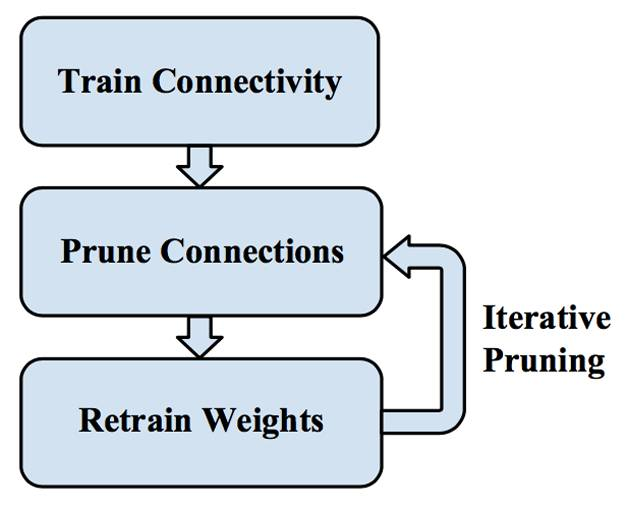 Train Connectivity
Prune Connections
Iterative
Pruning
Retrain Weights